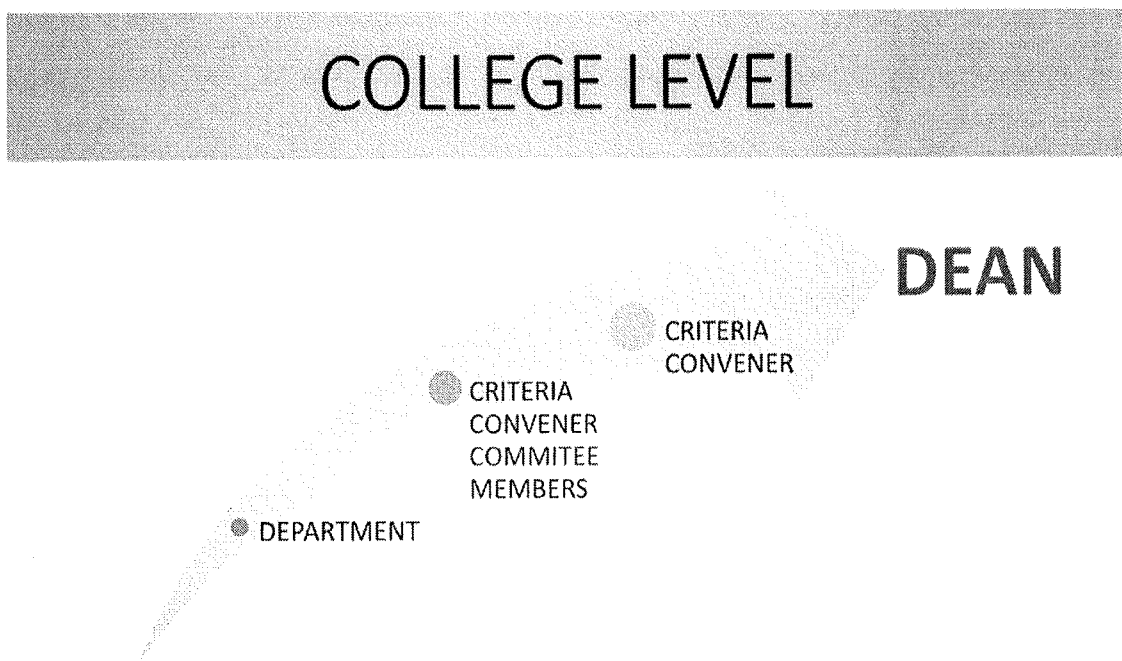 COLLEGE LEVEL
DEAN
CRITERIA
CONVENER
CRITERIA
CONVENER
COMMITEE
MEMBERS
DEPARTMENT